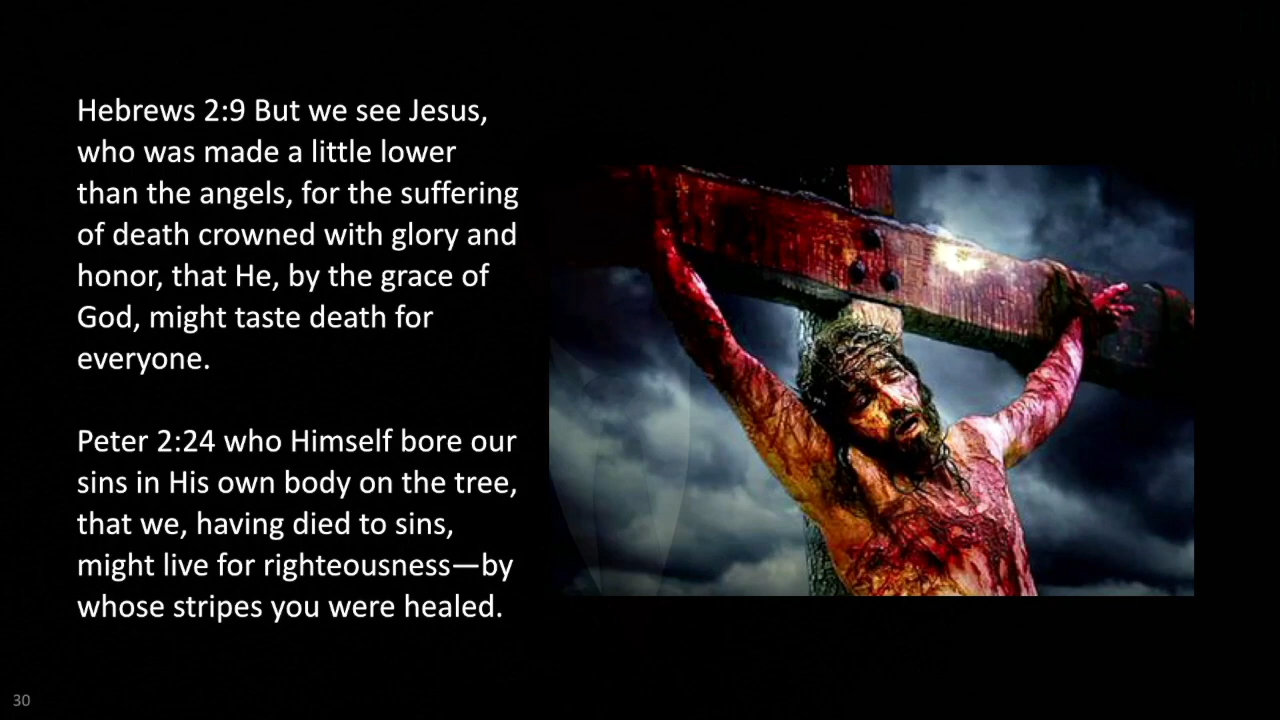 Hebrews 2:9 But we see Jesus,
who was made a little lower
than the angels, for the suffering
of death crowned with glory and
honor, that He, by the grace of
God, might taste death for
everyone.
Peter 2:24 who Himself bore our
sins in His own body on the tree,
that we, having died to sins,
might live for righteousness—by
whose stripes you were healed.
30